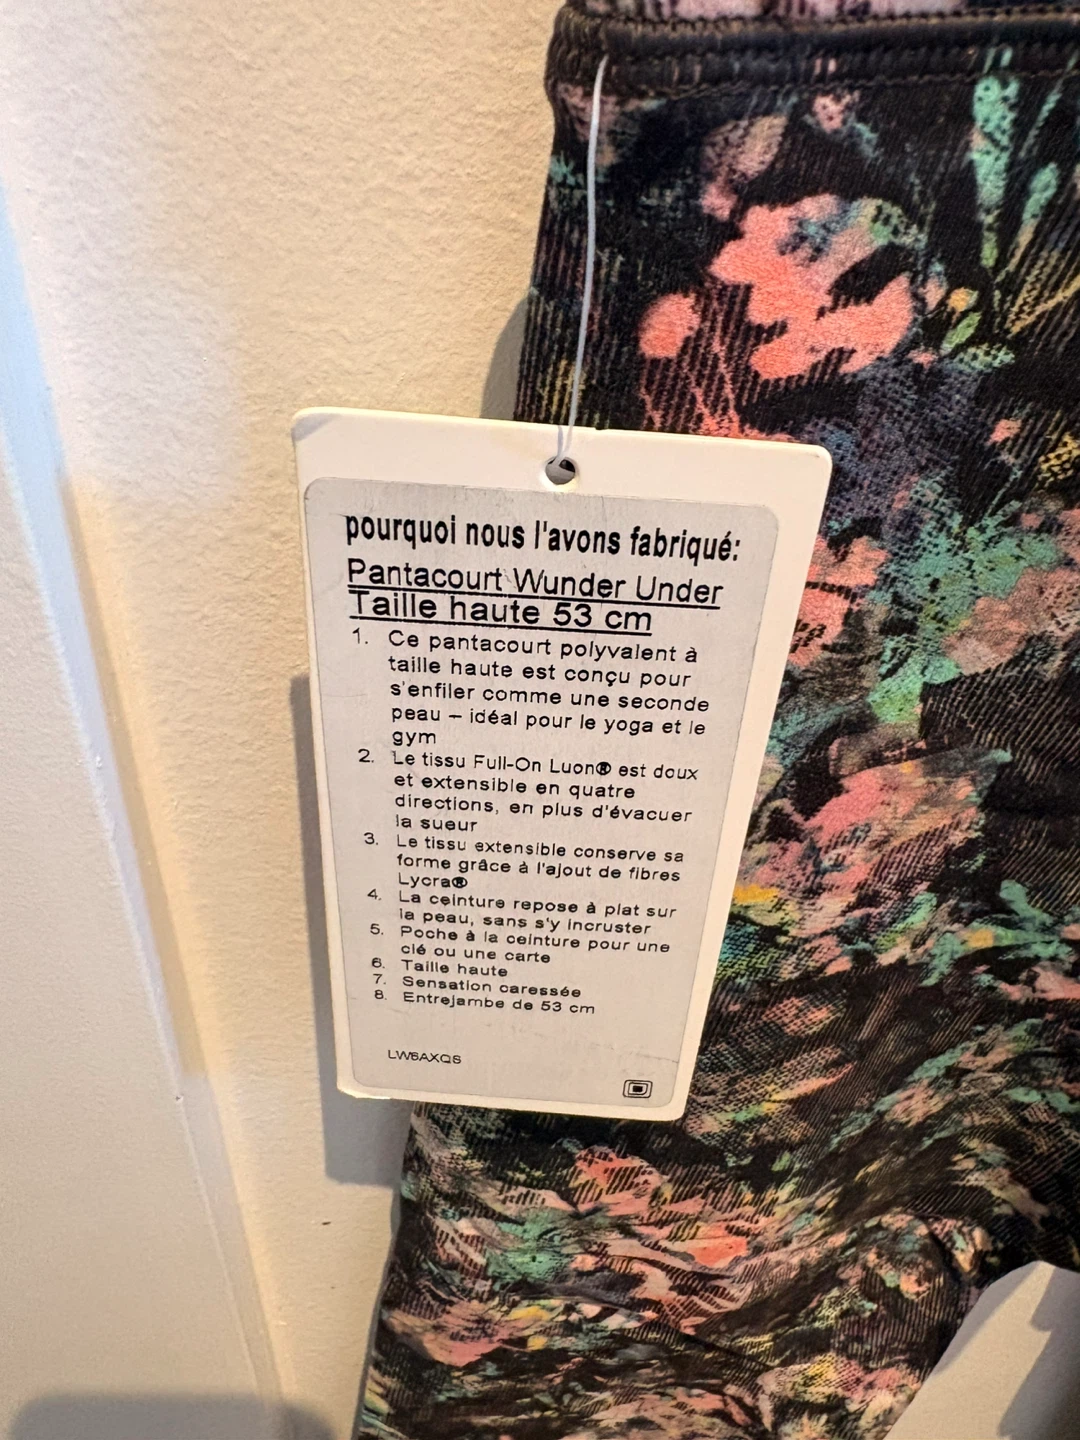 pourquoi nous l'avons fabriqué:
Pantacourt Wunder Under
Taille haute 53 cm
1. Ce pantacourt polyvalent à
taille haute est conçu pour
s'enfiler comme une seconde
peau – idéal pour le yoga et le
gym
2. Le tissu Full-On Luon® est doux
et extensible en quatre
directions, en plus d'évacuer
la sueur
3. Le tissu extensible conserve sa
forme grâce à l'ajout de fibres
Lycra®
4. La ceinture repose à plat sur
la peau, sans s'y incruster
5. Poche à la ceinture pour une
clé ou une carte
6. Taille haute
7. Sensation caressée
8. Entrejambe de 53 cm
LW6AXQS